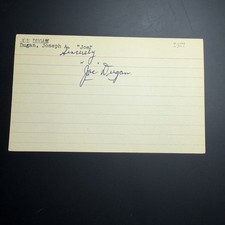 JOE DUGAN
Dugan, Joseph A. "Joe"
Sincerely
"Joe" Dugan